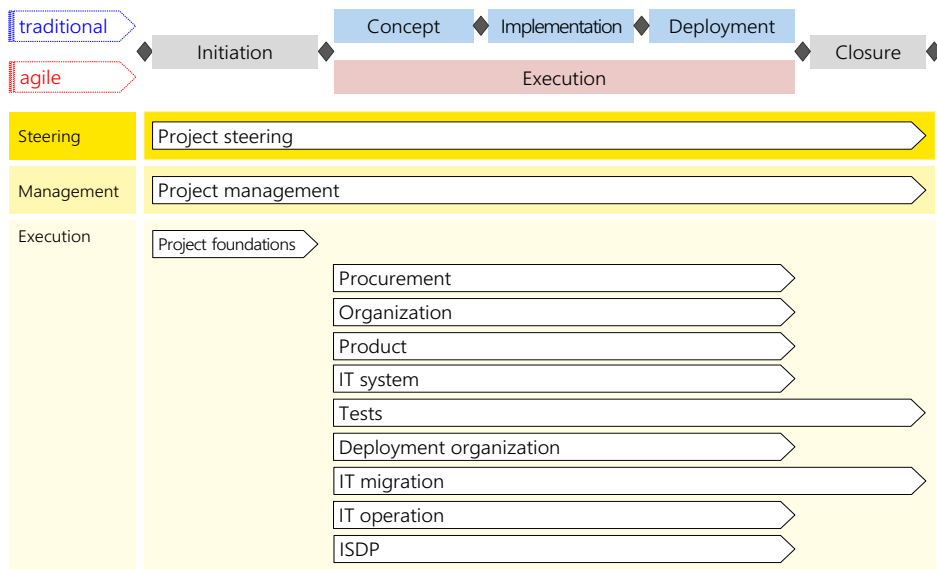 traditional
Concept
Implementation
Deployment
Initiation
Closure
agile
Execution
Steering
Project steering
Management
Project management
Execution
Project foundations
Procurement
Organization
Product
IT system
Tests
Deployment organization
IT migration
IT operation
ISDP